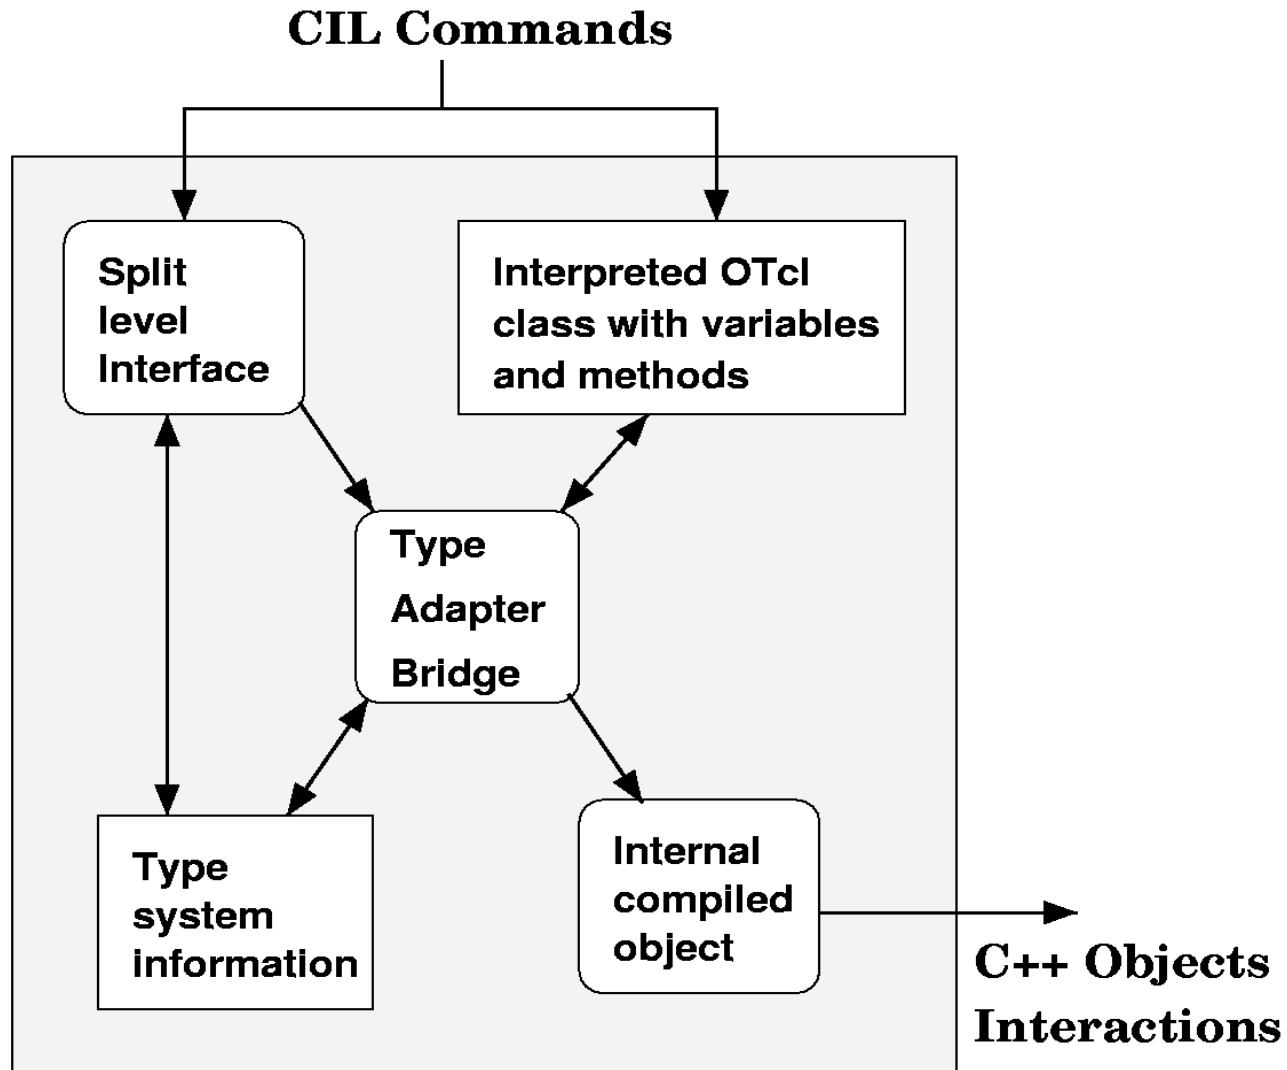 CIL Commands
Split
level
Interface
Interpreted OTcl
class with variables
and methods
Type
Adapter
Bridge
Type
system
information
Internal
compiled
object
C++ Objects
Interactions